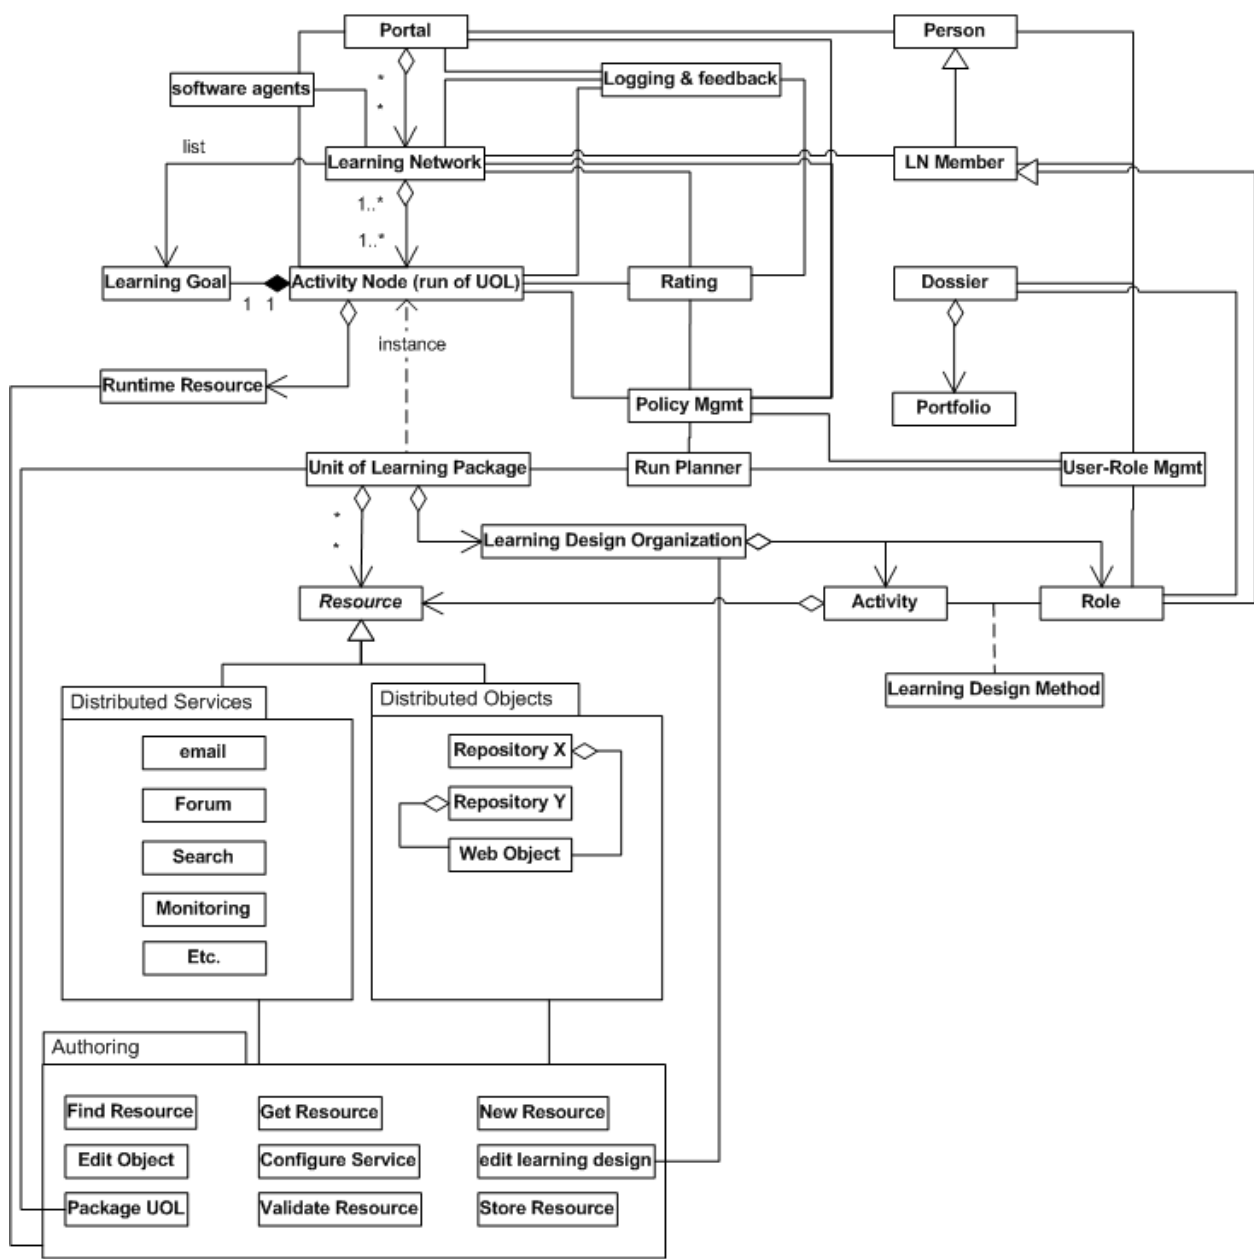 Portal
Person
software agents
*
*
Logging & feedback
list
Learning Network
LN Member
1..*
1..*
Learning Goal
1
1
Activity Node (run of UOL)
Rating
Dossier
instance
Runtime Resource
Policy Mgmt
Portfolio
Unit of Learning Package
Run Planner
User-Role Mgmt
*
*
Learning Design Organization
Resource
Activity
Role
Learning Design Method
Distributed Services
email
Forum
Search
Monitoring
Etc.
Distributed Objects
Repository X
Repository Y
Web Object
Authoring
Find Resource
Get Resource
New Resource
Edit Object
Configure Service
edit learning design
Package UOL
Validate Resource
Store Resource